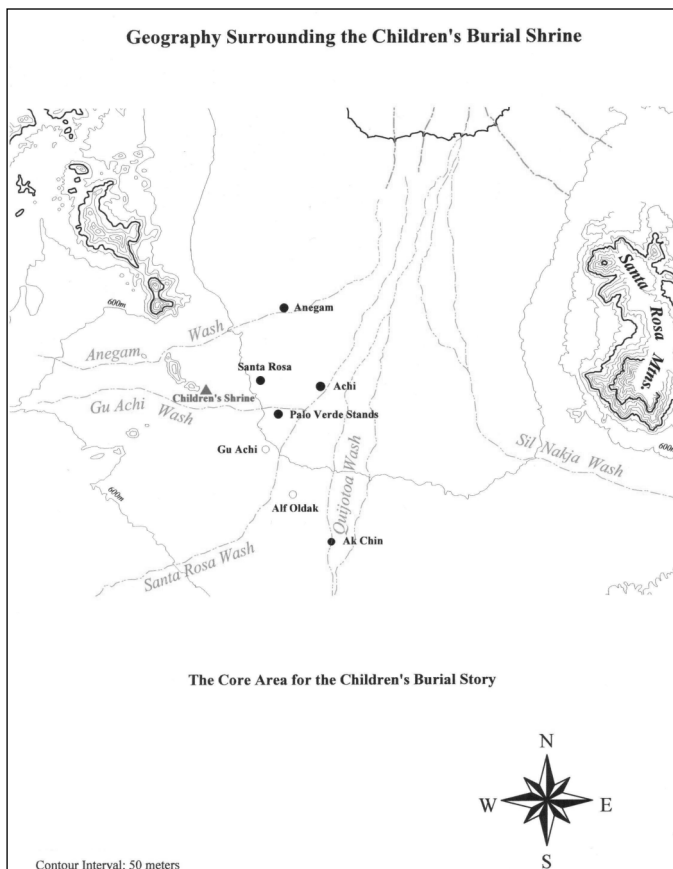 Geography Surrounding the Children's Burial Shrine
600m
Anegam
Anegam Wash
Santa Rosa Mtns.
Santa Rosa
Children's Shrine
Achi
Gu Achi Wash
Palo Verde Stands
Gu Achi
Sil Nakja Wash
600m
600m
Alf Oldak
Quijotoa Wash
Ak Chin
Santa Rosa Wash
The Core Area for the Children's Burial Story
N
W
E
S
Contour Interval: 50 meters